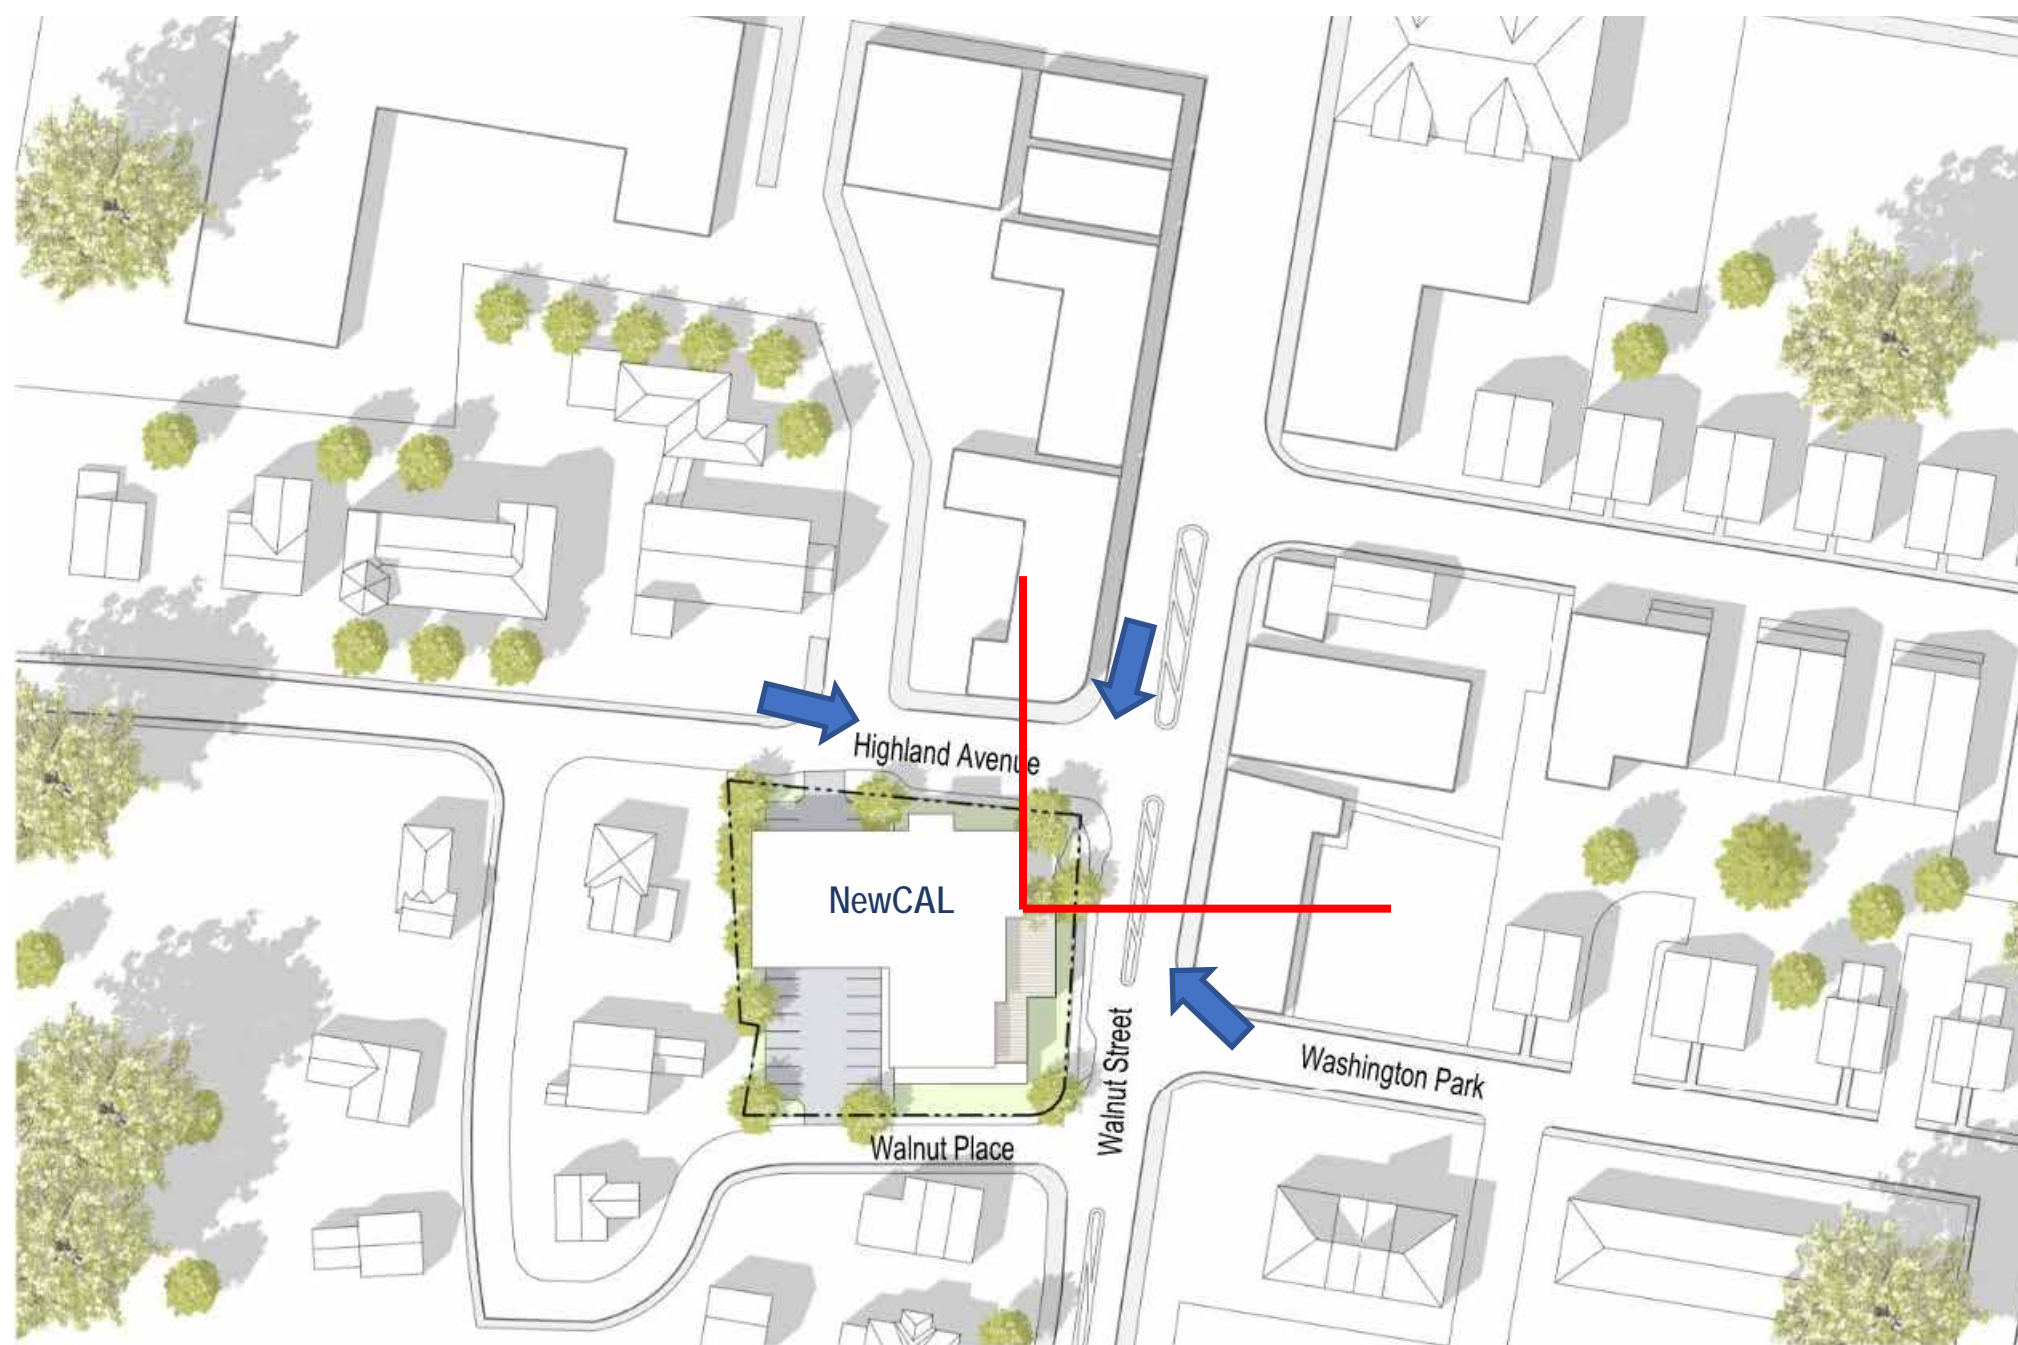 Highland Avenue
NewCAL
Walnut Street
Washington Park
Walnut Place